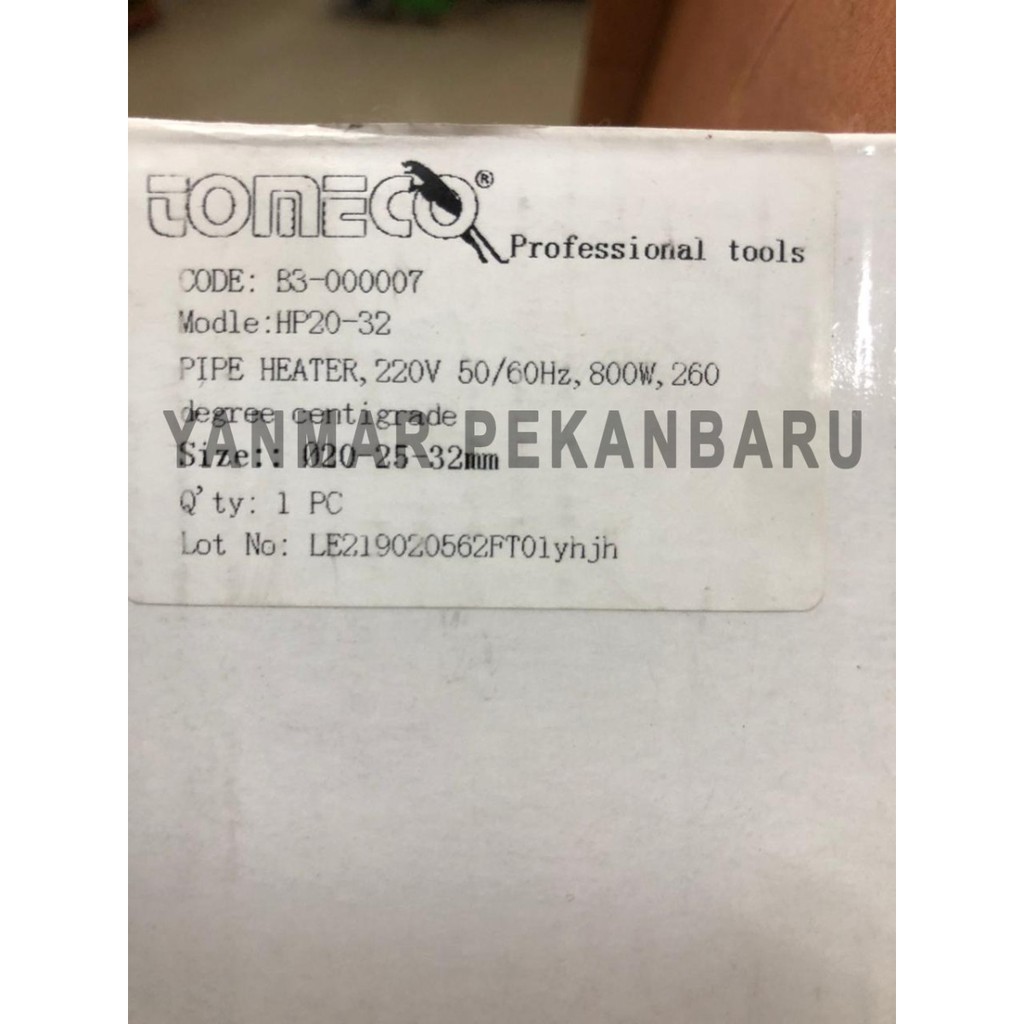 TOMECO®
Professional tools
CODE: B3-000007
Modle:HP20-32
PIPE HEATER,220V 50/60Hz,800W,260
degree centigrade
YANMAR PEKANBARU
Size:: Ø20-25-32mm
Q'ty: 1 PC
Lot No: LE219020562FT01yhjh